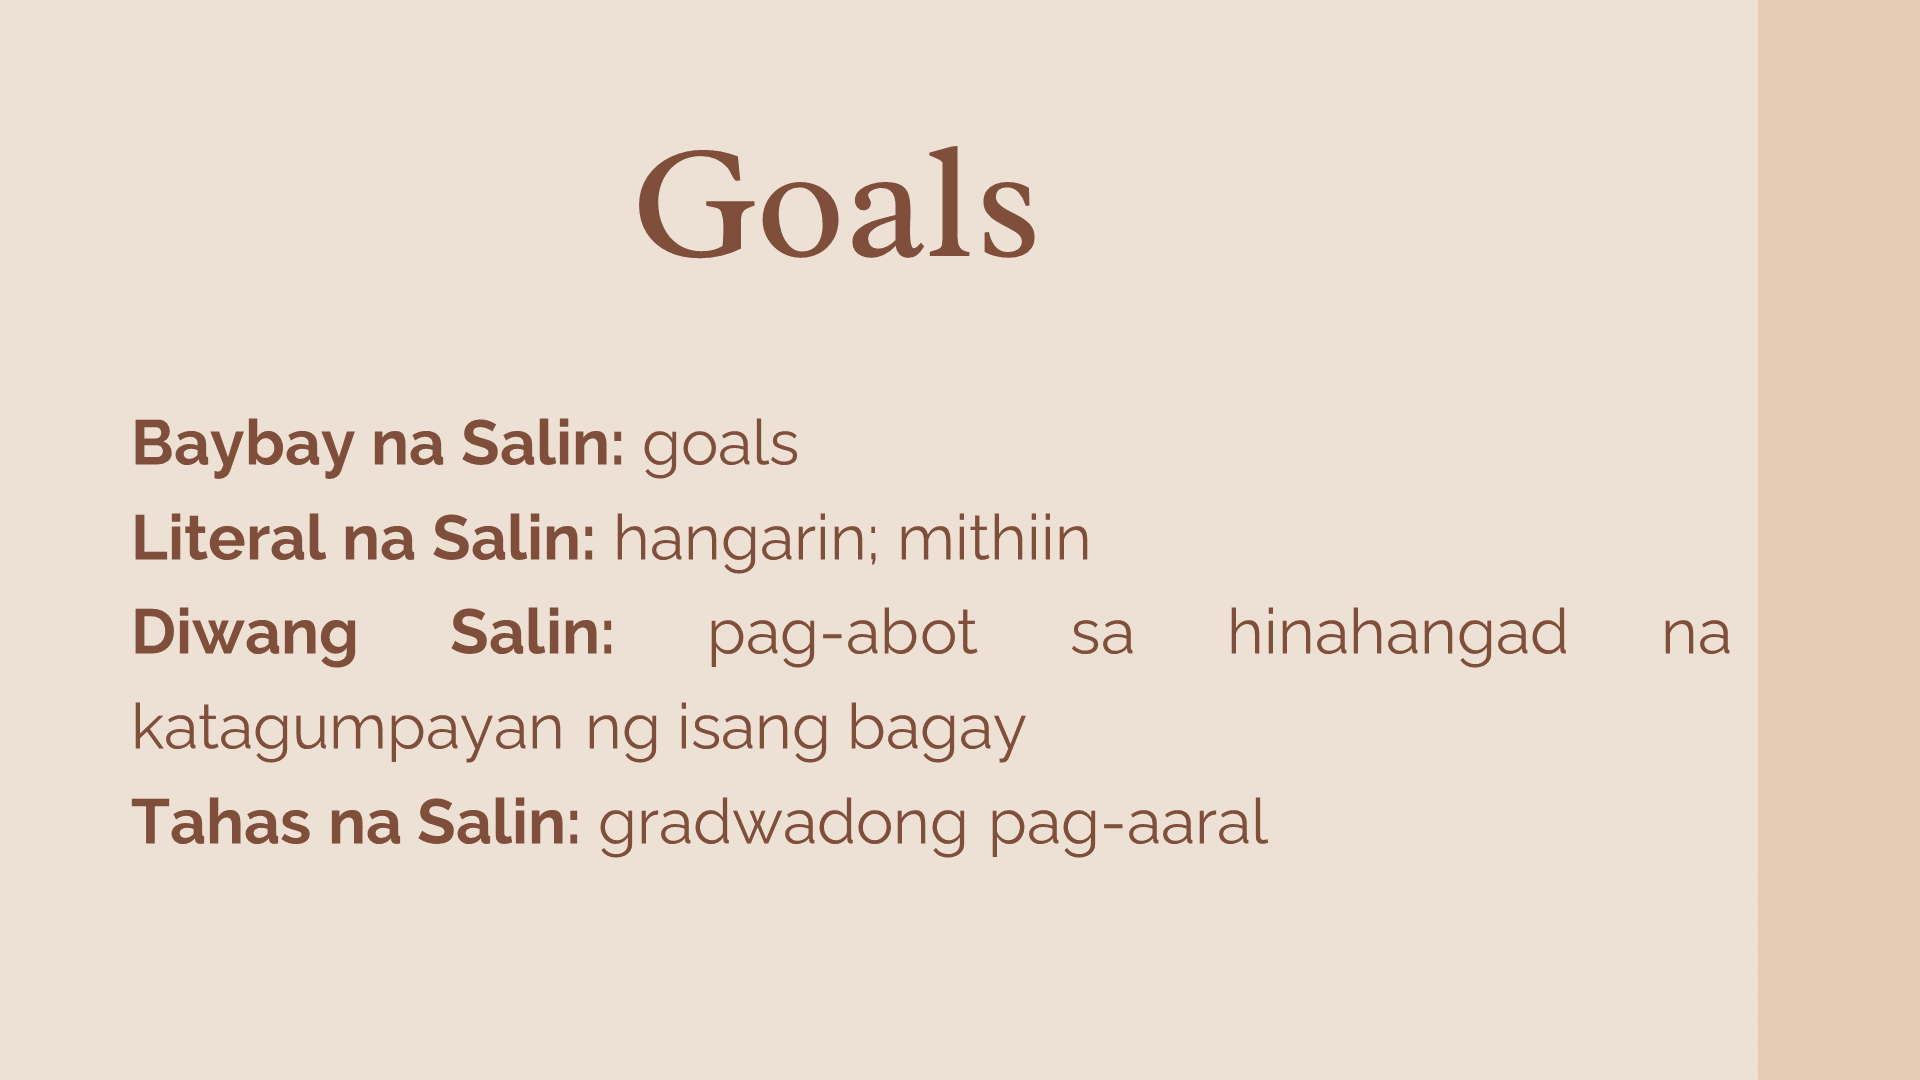 Goals
Baybay na Salin: goals
Literal na Salin: hangarin; mithiin
Diwang Salin: pag-abot sa hinahangad na
katagumpayan ng isang bagay
Tahas na Salin: gradwadong pag-aaral